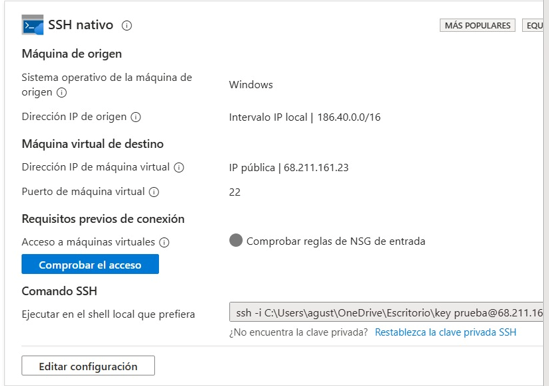 SSH nativo
MÁS POPULARES
EQU
Máquina de origen
Sistema operativo de la máquina de
origen
Windows
Dirección IP de origen
Intervalo IP local | 186.40.0.0/16
Máquina virtual de destino
Dirección IP de máquina virtual
IP pública | 68.211.161.23
Puerto de máquina virtual
22
Requisitos previos de conexión
Acceso a máquinas virtuales
Comprobar reglas de NSG de entrada
Comprobar el acceso
Comando SSH
Ejecutar en el shell local que prefiera
ssh -i C:\Users\agust\OneDrive\Escritorio\key prueba@68.211.16
¿No encuentra la clave privada? Restablezca la clave privada SSH
Editar configuración